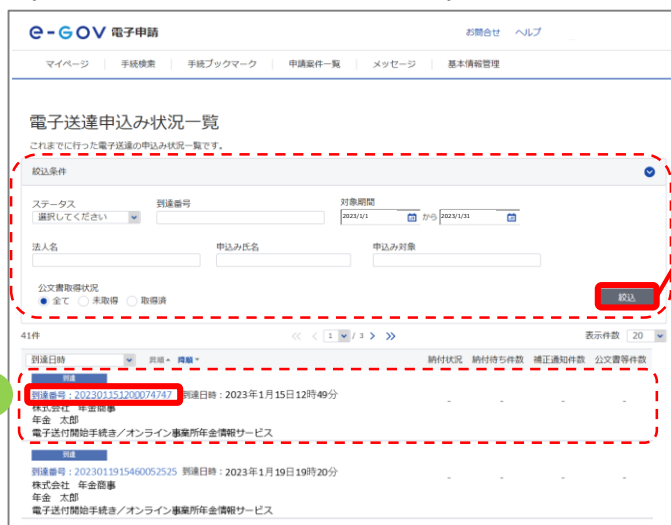 e-GOV 電子申請
お問合せ ヘルプ
マイページ 手続検索 手続ブックマーク 申請案件一覧 メッセージ 基本情報管理
電子送達申込み状況一覧
これまでに行った電子送達の申込み状況一覧です。
絞込条件
ステータス 到達番号 対象期間
選択してください 2023/1/1 から 2023/1/31
法人名 申込み氏名 申込み対象
公文書取得状況
全て 未取得 取得済 絞込
41件 << < 1 / 3 > >> 表示件数 20
到達日時 昇順 降順 納付状況 納付待ち件数 補正通知件数 公文書等件数
到達
到達番号：202301151200074747 到達日時：2023年1月15日12時49分 - - - -
株式会社 年金商事
年金 太郎
電子送付開始手続き／オンライン事業所年金情報サービス
到達
到達番号：2023011915460052525 到達日時：2023年1月19日19時20分 - - - -
株式会社 年金商事
年金 太郎
電子送付開始手続き／オンライン事業所年金情報サービス